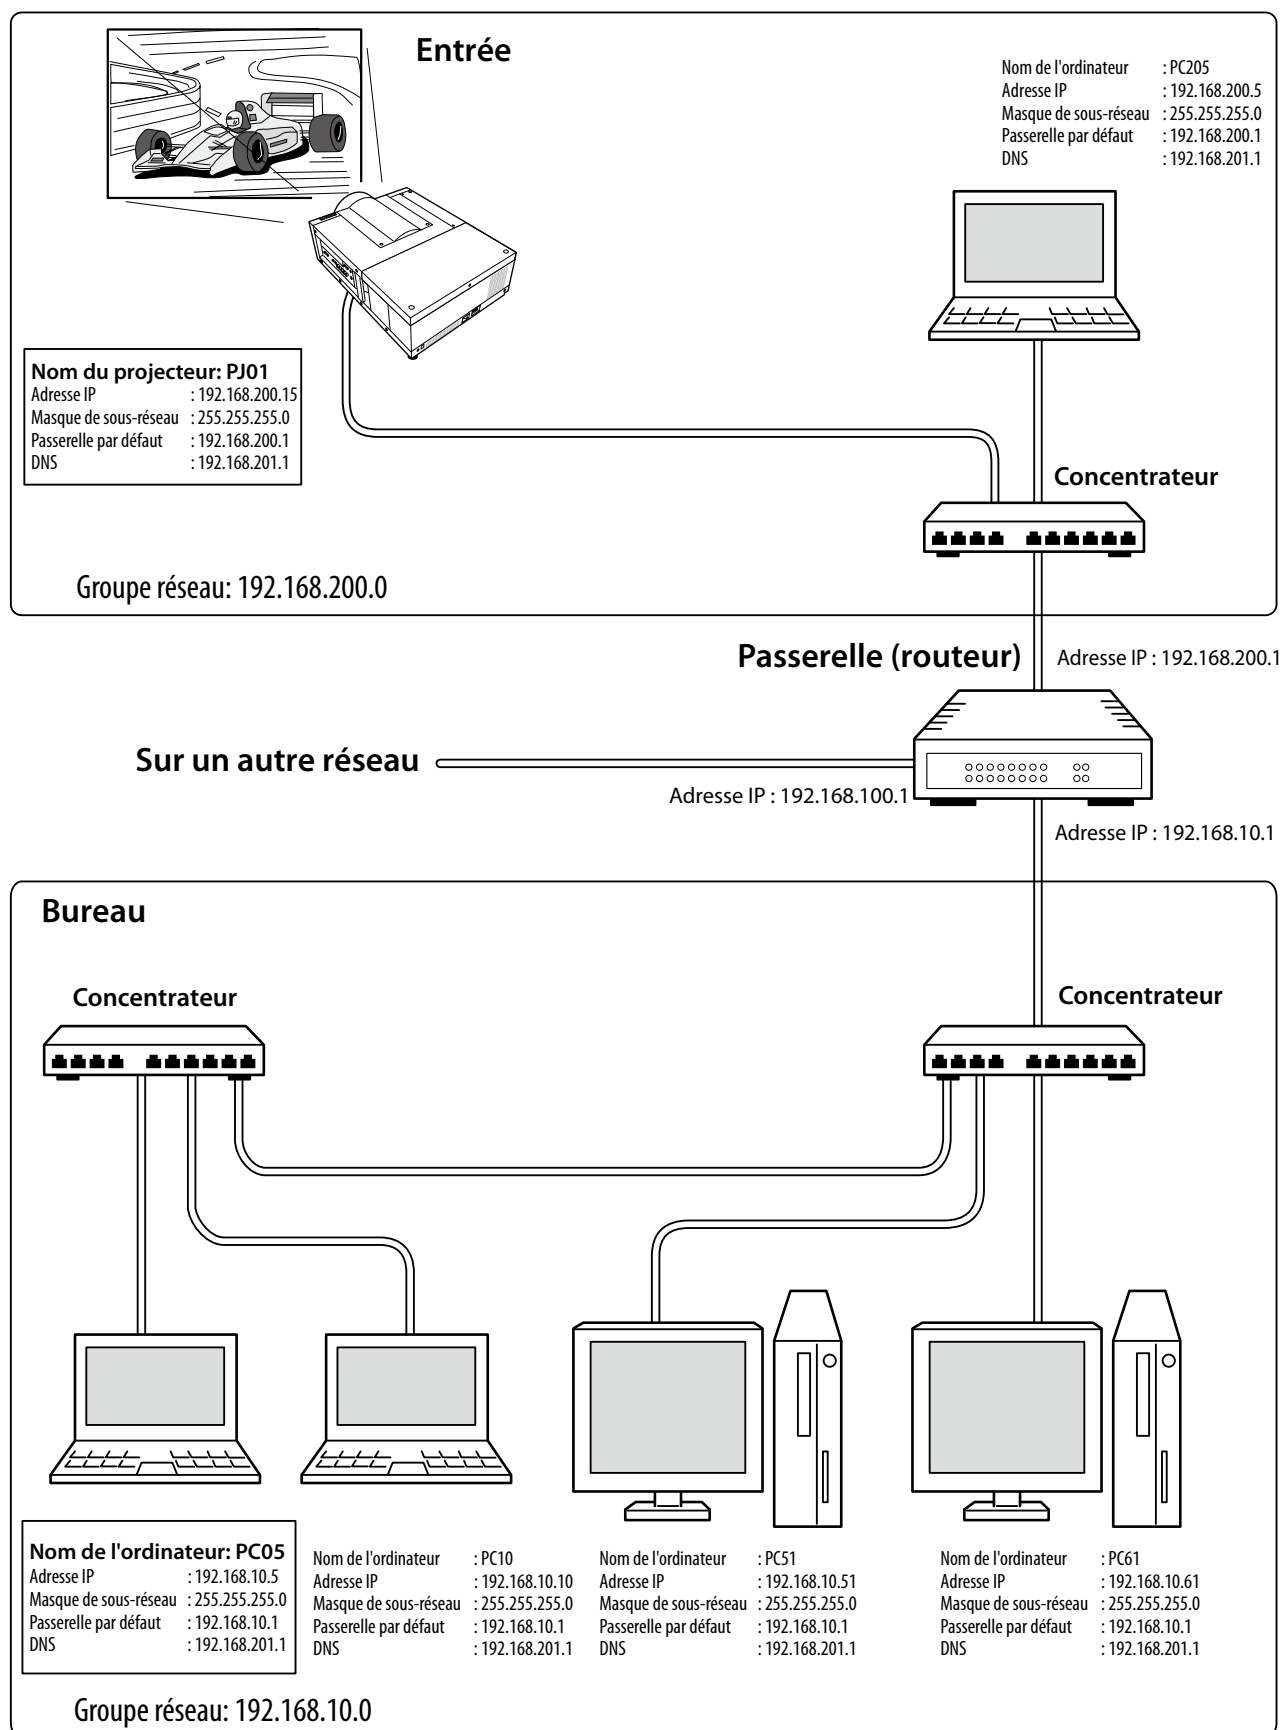 Entrée
Nom de l'ordinateur : PC205
Adresse IP : 192.168.200.5
Masque de sous-réseau : 255.255.255.0
Passerelle par défaut : 192.168.200.1
DNS : 192.168.201.1
Nom du projecteur: PJ01
Adresse IP : 192.168.200.15
Masque de sous-réseau : 255.255.255.0
Passerelle par défaut : 192.168.200.1
DNS : 192.168.201.1
Concentrateur
Groupe réseau: 192.168.200.0
Passerelle (routeur)
Adresse IP : 192.168.200.1
Sur un autre réseau
Adresse IP : 192.168.100.1
Adresse IP : 192.168.10.1
Bureau
Concentrateur
Concentrateur
Nom de l'ordinateur: PC05
Adresse IP : 192.168.10.5
Masque de sous-réseau : 255.255.255.0
Passerelle par défaut : 192.168.10.1
DNS : 192.168.201.1
Nom de l'ordinateur : PC10
Adresse IP : 192.168.10.10
Masque de sous-réseau : 255.255.255.0
Passerelle par défaut : 192.168.10.1
DNS : 192.168.201.1
Nom de l'ordinateur : PC51
Adresse IP : 192.168.10.51
Masque de sous-réseau : 255.255.255.0
Passerelle par défaut : 192.168.10.1
DNS : 192.168.201.1
Nom de l'ordinateur : PC61
Adresse IP : 192.168.10.61
Masque de sous-réseau : 255.255.255.0
Passerelle par défaut : 192.168.10.1
DNS : 192.168.201.1
Groupe réseau: 192.168.10.0